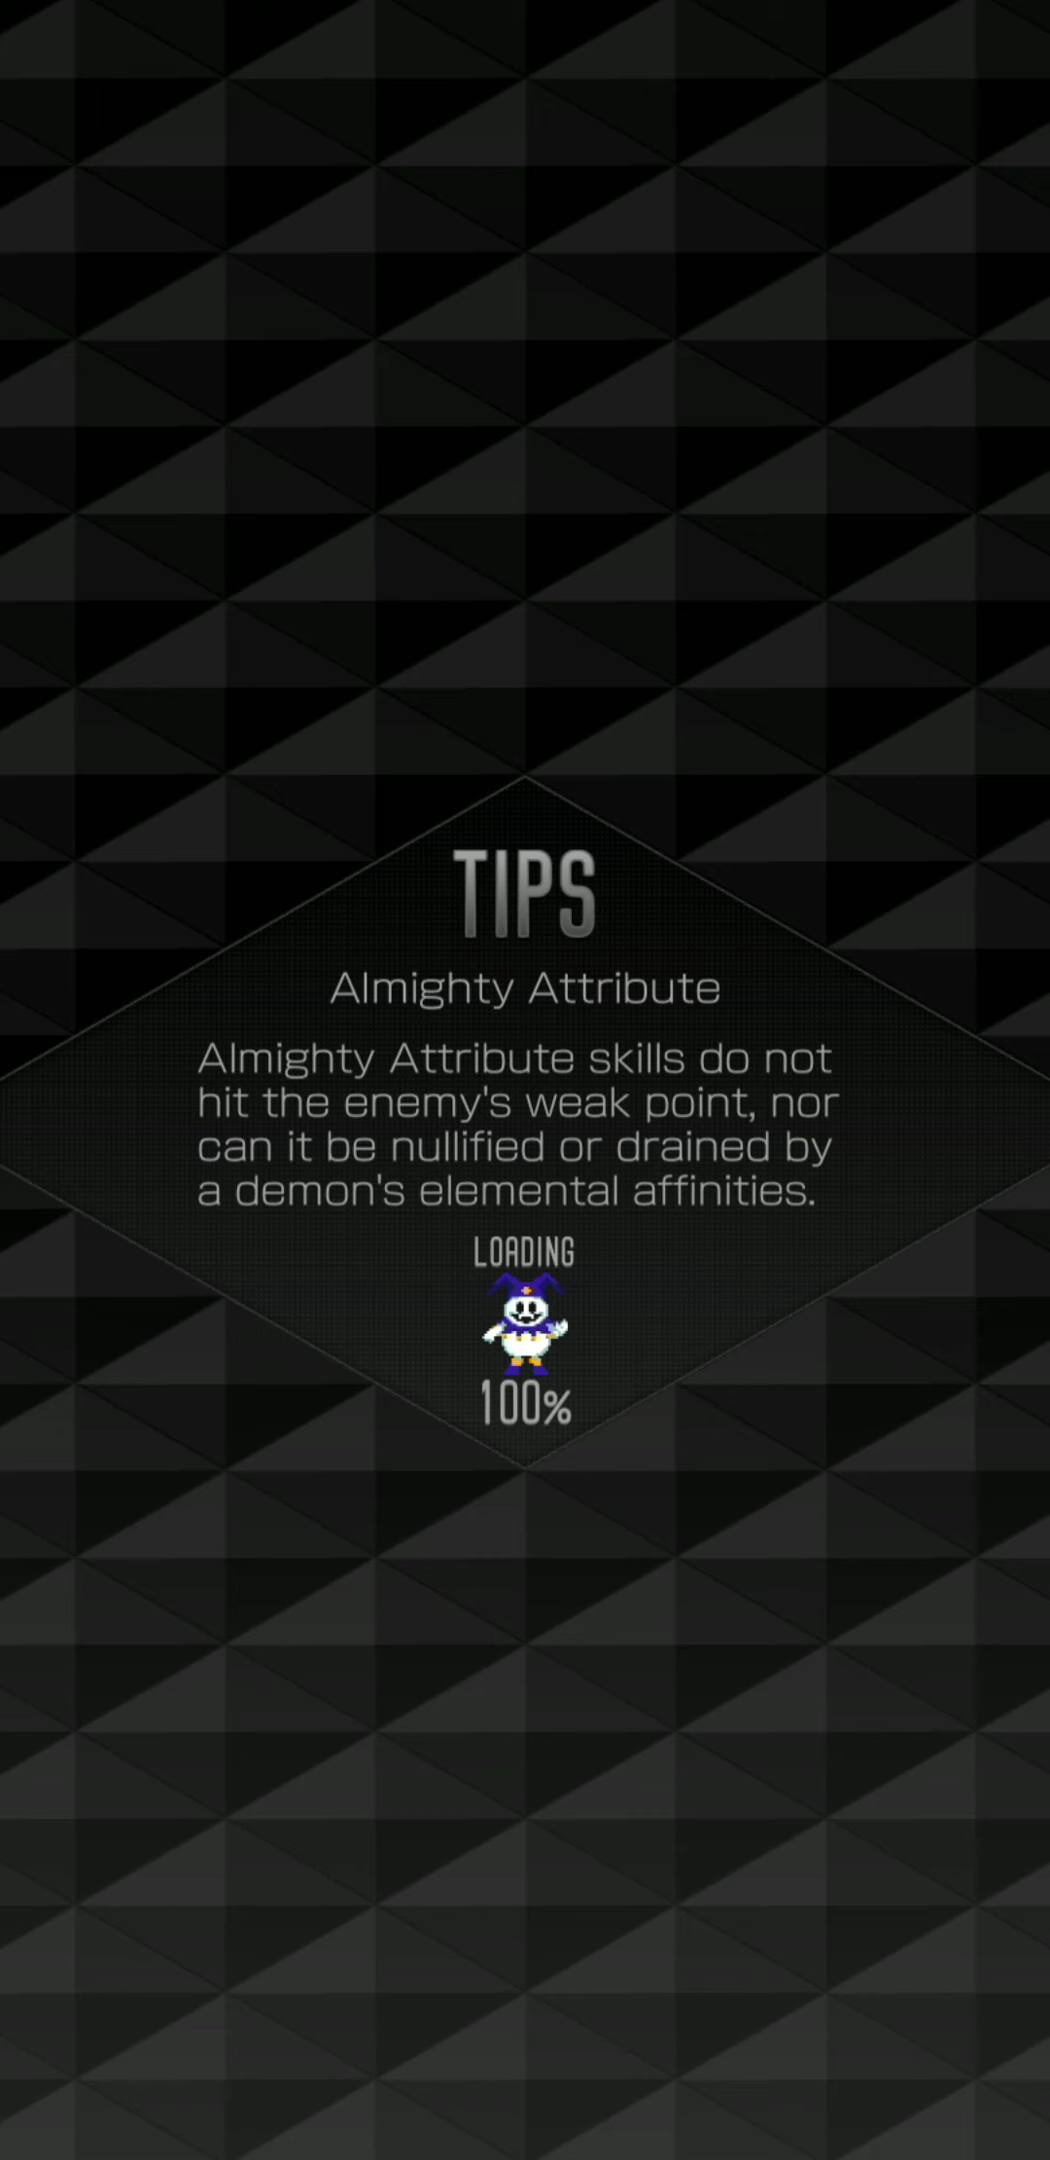 TIPS
Almighty Attribute
Almighty Attribute skills do not
hit the enemy's weak point, nor
can it be nullified or drained by
a demon's elemental affinities.
LOADING
100%